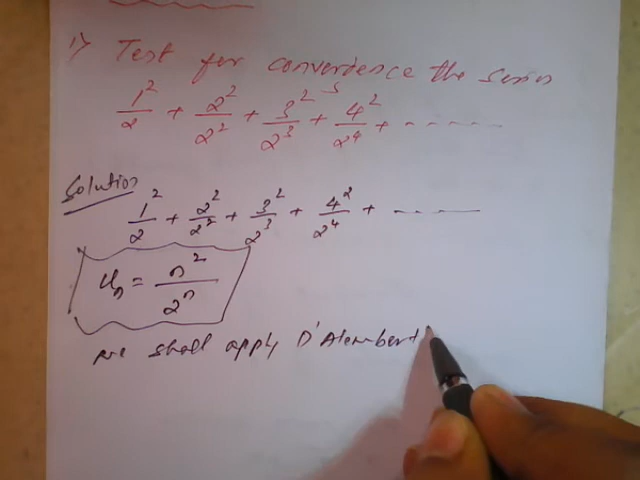 1) Test for convergence the series
1²/2 + 2²/2² + 3²/2³ + 4²/2⁴ + -----
Solution
1²/2 + 2²/2² + 3²/2³ + 4²/2⁴ + -----
uₙ = n²/2ⁿ
we shall apply D'Alembert